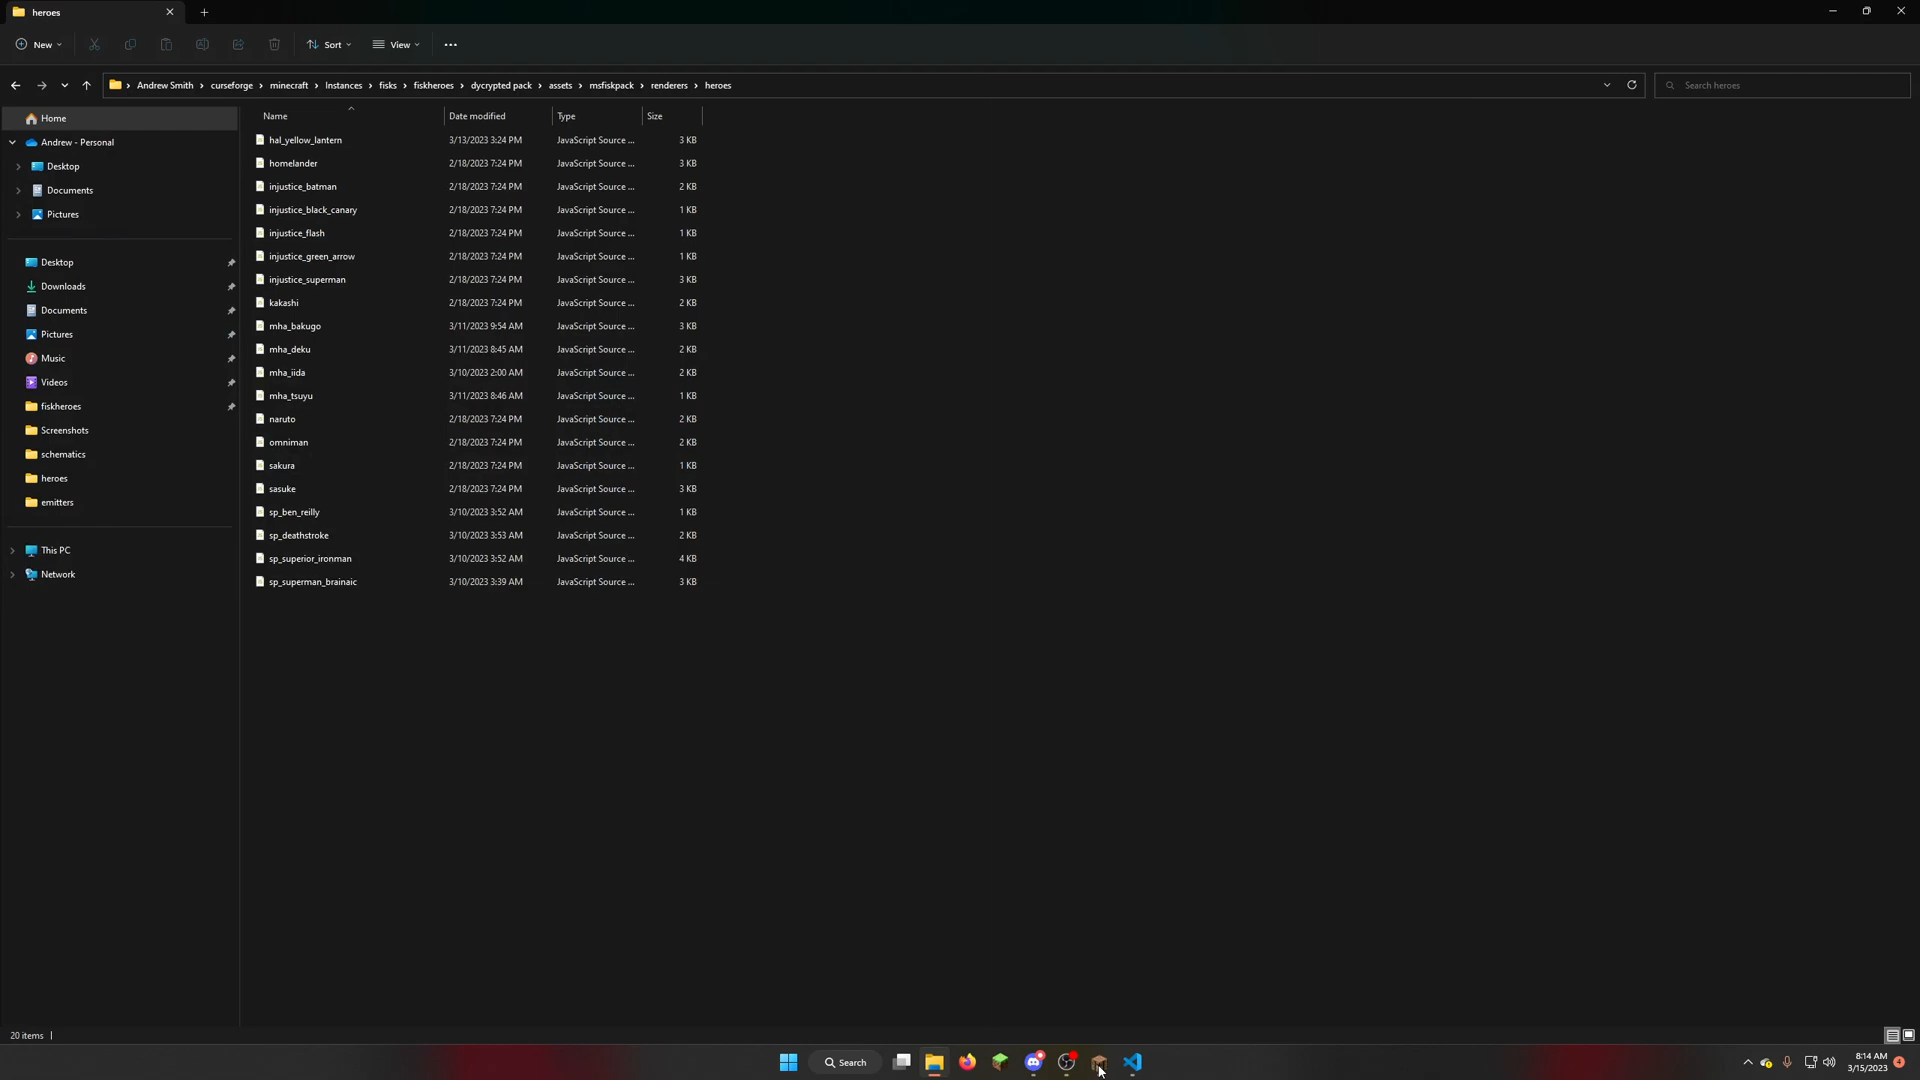 heroes
New
Sort
View
Andrew Smith
curseforge
minecraft
Instances
fisks
fiskheroes
dycrypted pack
assets
msfiskpack
renderers
heroes
Search heroes
Name Date modified Type Size
hal_yellow_lantern 3/13/2023 3:24 PM JavaScript Source ... 3 KB
homelander 2/18/2023 7:24 PM JavaScript Source ... 3 KB
injustice_batman 2/18/2023 7:24 PM JavaScript Source ... 2 KB
injustice_black_canary 2/18/2023 7:24 PM JavaScript Source ... 1 KB
injustice_flash 2/18/2023 7:24 PM JavaScript Source ... 1 KB
injustice_green_arrow 2/18/2023 7:24 PM JavaScript Source ... 1 KB
injustice_superman 2/18/2023 7:24 PM JavaScript Source ... 3 KB
kakashi 2/18/2023 7:24 PM JavaScript Source ... 2 KB
mha_bakugo 3/11/2023 9:54 AM JavaScript Source ... 3 KB
mha_deku 3/11/2023 8:45 AM JavaScript Source ... 2 KB
mha_iida 3/10/2023 2:00 AM JavaScript Source ... 2 KB
mha_tsuyu 3/11/2023 8:46 AM JavaScript Source ... 1 KB
naruto 2/18/2023 7:24 PM JavaScript Source ... 2 KB
omniman 2/18/2023 7:24 PM JavaScript Source ... 2 KB
sakura 2/18/2023 7:24 PM JavaScript Source ... 1 KB
sasuke 2/18/2023 7:24 PM JavaScript Source ... 3 KB
sp_ben_reilly 3/10/2023 3:52 AM JavaScript Source ... 1 KB
sp_deathstroke 3/10/2023 3:53 AM JavaScript Source ... 2 KB
sp_superior_ironman 3/10/2023 3:52 AM JavaScript Source ... 4 KB
sp_superman_brainaic 3/10/2023 3:39 AM JavaScript Source ... 3 KB
Home
Andrew - Personal
Desktop
Documents
Pictures
Desktop
Downloads
Documents
Pictures
Music
Videos
fiskheroes
Screenshots
schematics
heroes
emitters
This PC
Network
20 items
Search
8:14 AM
3/15/2023
4